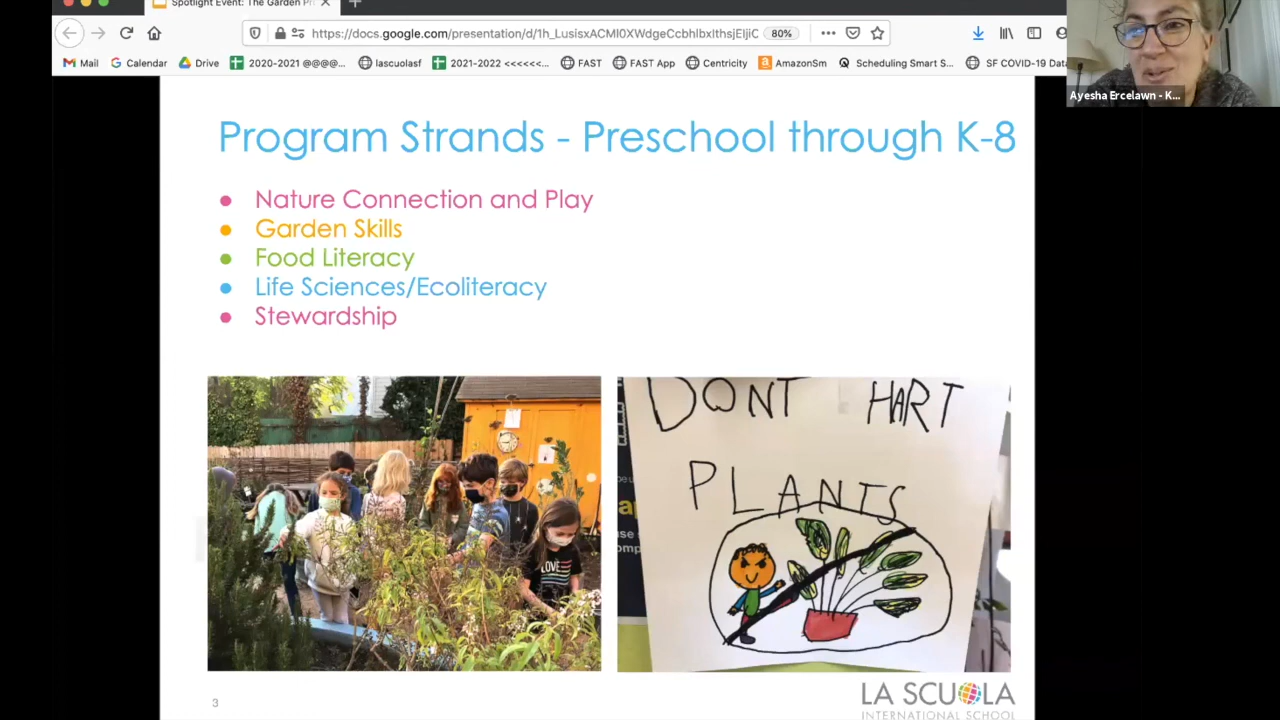 Spotlight Event: The Garden Pr
https://docs.google.com/presentation/d/1h_LusisxACMI0XWdgeCcbhlbxIthsjEIjiC 80%
Mail Calendar Drive 2020-2021 @@@@... lascuolasf 2021-2022 <<<<<<... FAST FAST App Centricity AmazonSm Scheduling Smart S... SF COVID-19 Data
Ayesha Ercelawn - K...
Program Strands - Preschool through K-8
Nature Connection and Play
Garden Skills
Food Literacy
Life Sciences/Ecoliteracy
Stewardship
LOVE
DONT HART
PLANTS
3
LA SCUOLA
INTERNATIONAL SCHOOL